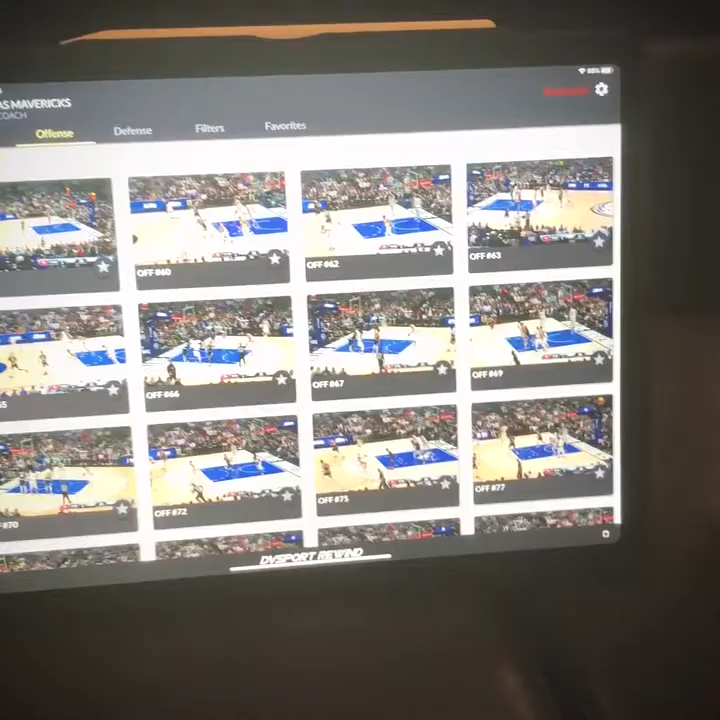 AS MAVERICKS
COACH
Offense
Defense
Filters
Favorites
OFF #60
OFF #62
OFF #63
OFF #66
OFF #67
OFF #69
#70
OFF #72
OFF #75
OFF #77
DVSPORT REWIND